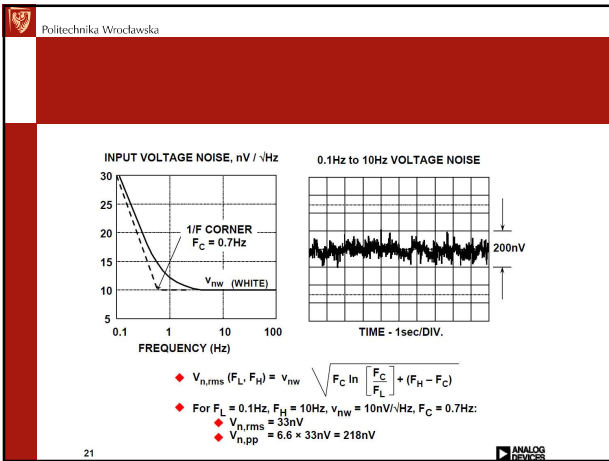 Politechnika Wrocławska
INPUT VOLTAGE NOISE, nV / √Hz
0.1Hz to 10Hz VOLTAGE NOISE
30
25
20
15
10
5
1/F CORNER
F_C = 0.7Hz
v_nw (WHITE)
0.1 1 10 100
FREQUENCY (Hz)
200nV
TIME - 1sec/DIV.
◆ V_n,rms (F_L, F_H) = v_nw √ F_C ln [F_C / F_L] + (F_H – F_C)
◆ For F_L = 0.1Hz, F_H = 10Hz, v_nw = 10nV/√Hz, F_C = 0.7Hz:
◆ V_n,rms = 33nV
◆ V_n,pp = 6.6 × 33nV = 218nV
21
ANALOG
DEVICES